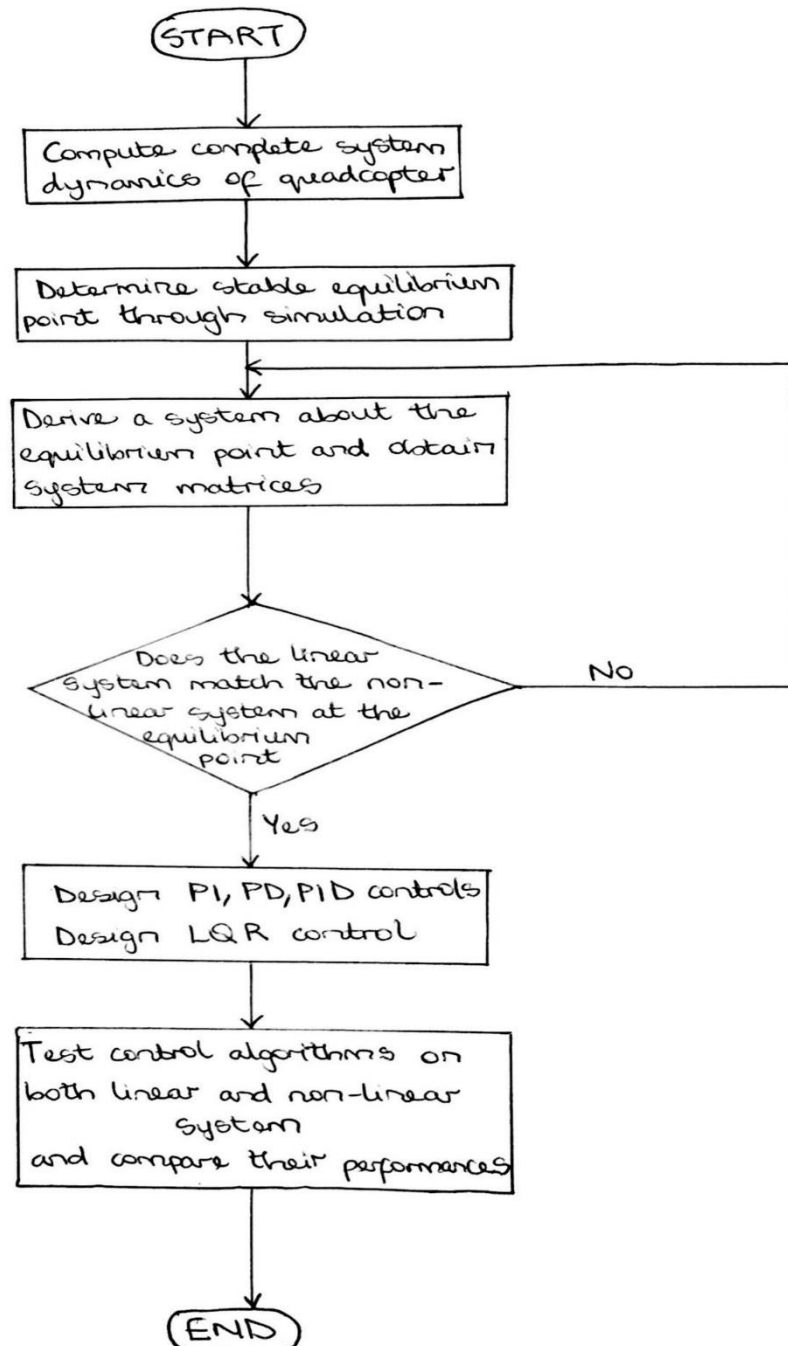 START
Compute complete system
dynamics of quadcopter
Determine stable equilibrium
point through simulation
Derive a system about the
equilibrium point and obtain
system matrices
Does the linear
system match the non-
linear system at the
equilibrium
point
No
Yes
Design PI, PD, PID controls
Design LQR control
Test control algorithms on
both linear and non-linear
system
and compare their performances
END